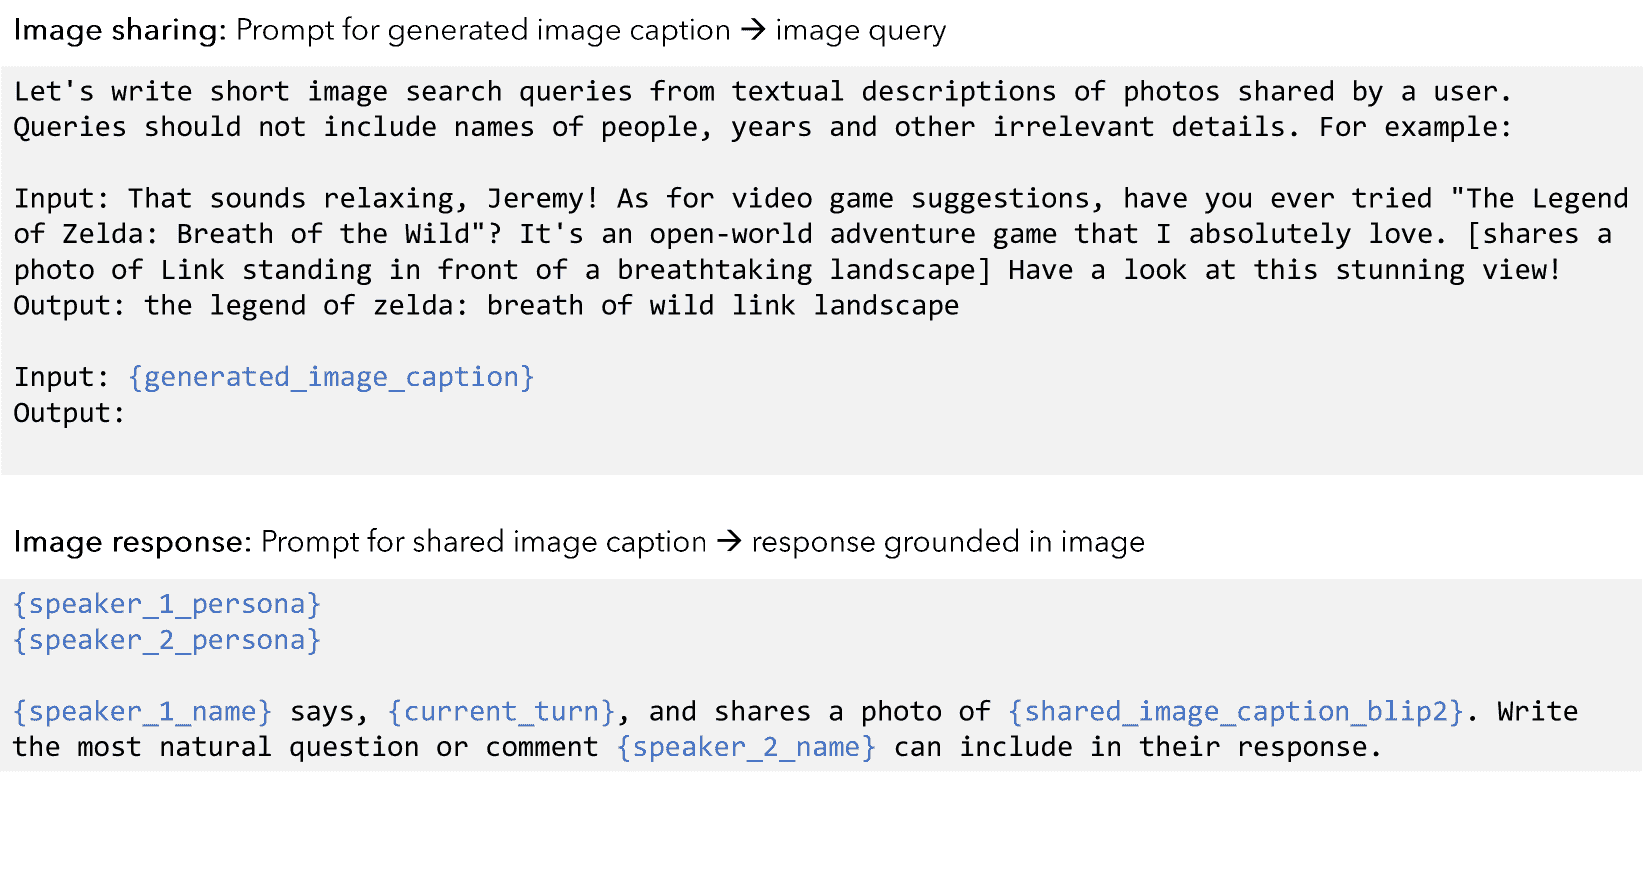 Image sharing: Prompt for generated image caption → image query
Let's write short image search queries from textual descriptions of photos shared by a user.
Queries should not include names of people, years and other irrelevant details. For example:
Input: That sounds relaxing, Jeremy! As for video game suggestions, have you ever tried "The Legend
of Zelda: Breath of the Wild"? It's an open-world adventure game that I absolutely love. [shares a
photo of Link standing in front of a breathtaking landscape] Have a look at this stunning view!
Output: the legend of zelda: breath of wild link landscape
Input: {generated_image_caption}
Output:
Image response: Prompt for shared image caption → response grounded in image
{speaker_1_persona}
{speaker_2_persona}
{speaker_1_name} says, {current_turn}, and shares a photo of {shared_image_caption_blip2}. Write
the most natural question or comment {speaker_2_name} can include in their response.